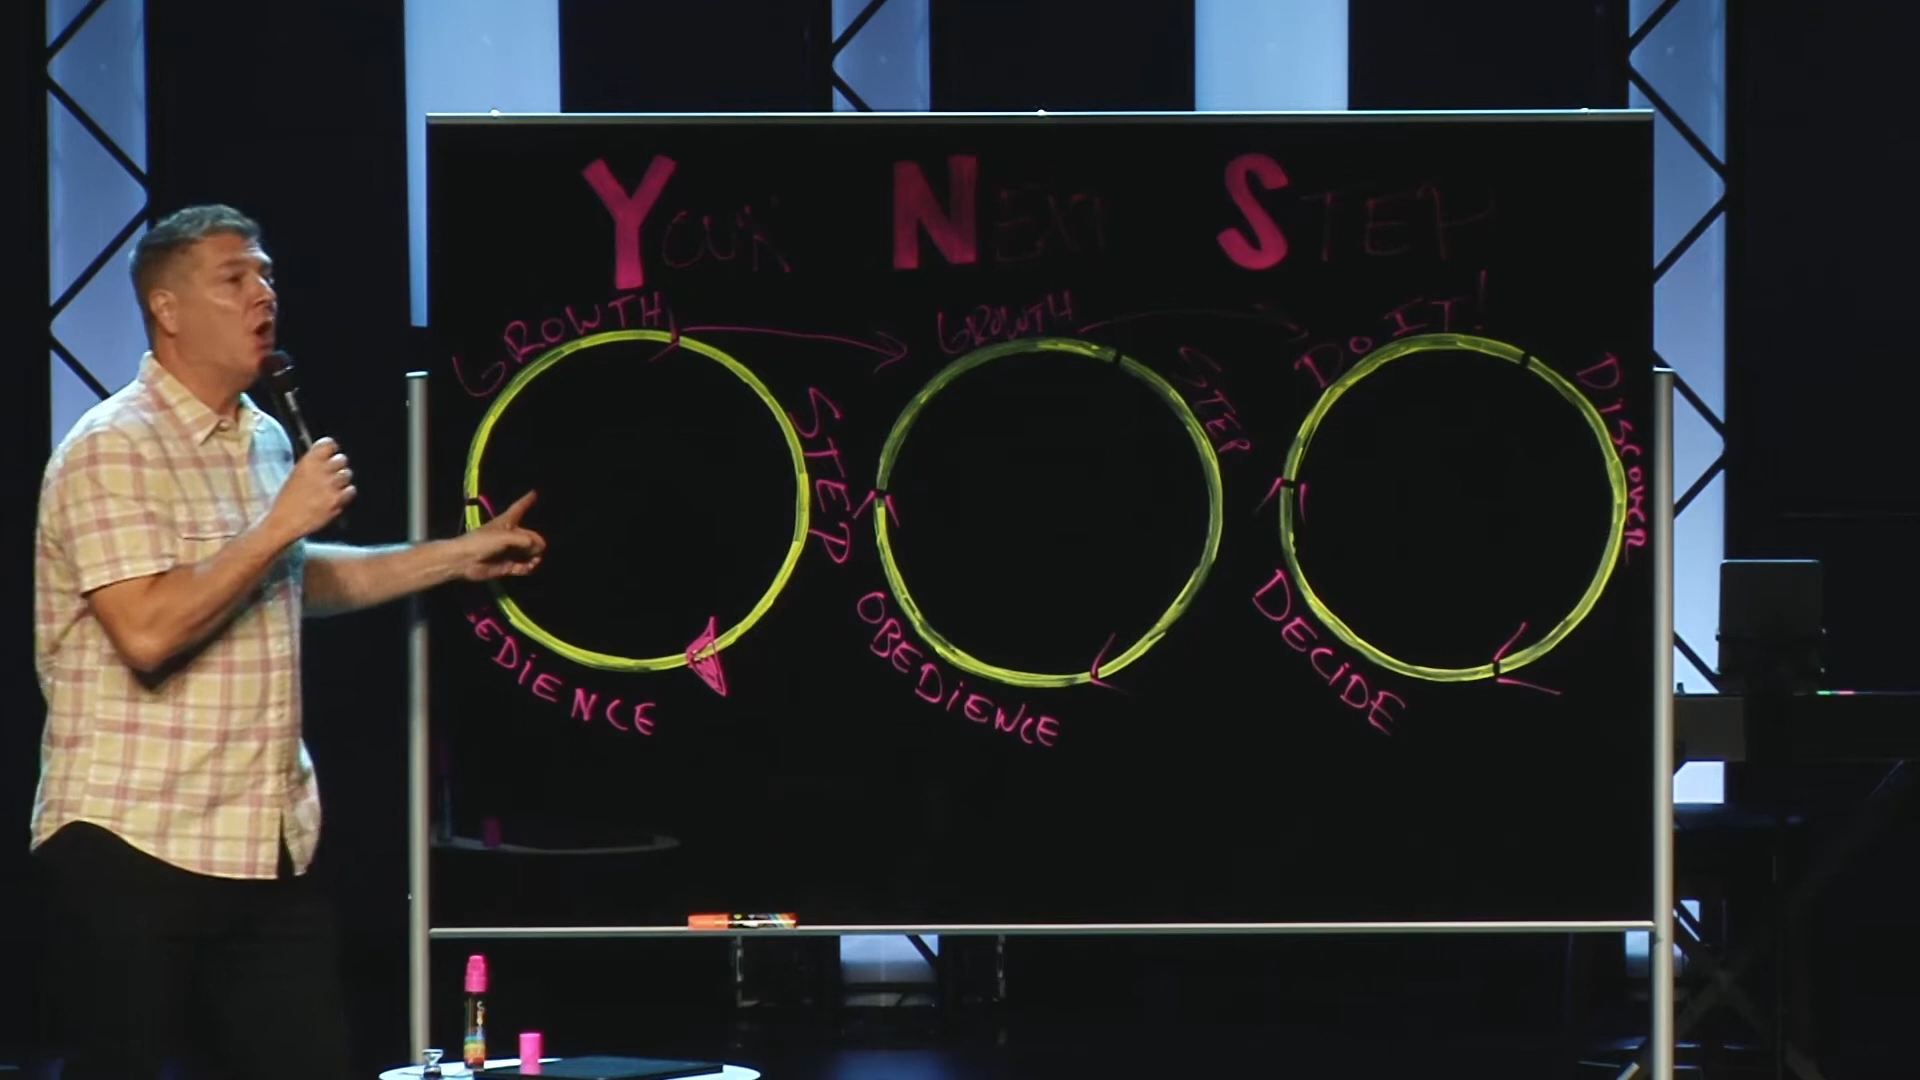 YOUR NEXT STEP
GROWTH
STEP
EDIENCE
GROWTH
STEP
OBEDIENCE
DO IT!
DISCOVER
DECIDE